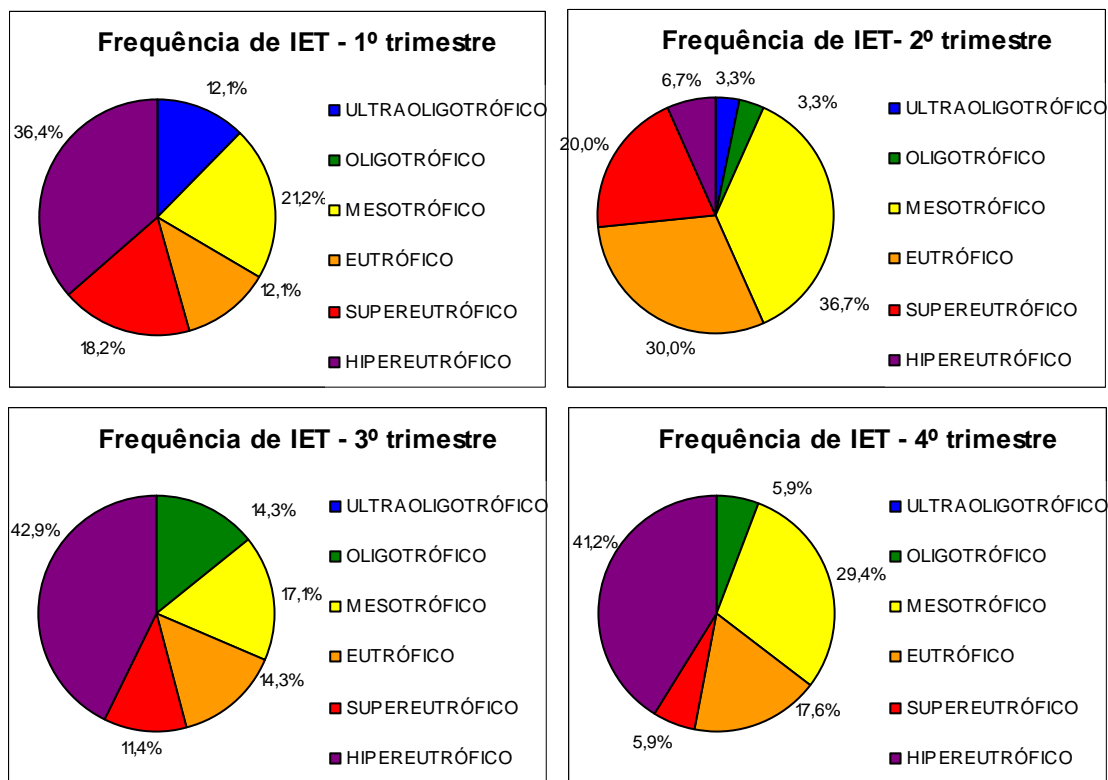 Frequência de IET - 1º trimestre
12,1%
36,4%
21,2%
12,1%
18,2%
ULTRAOLIGOTRÓFICO
OLIGOTRÓFICO
MESOTRÓFICO
EUTRÓFICO
SUPEREUTRÓFICO
HIPEREUTRÓFICO
Frequência de IET- 2º trimestre
6,7%
3,3%
3,3%
20,0%
36,7%
30,0%
ULTRAOLIGOTRÓFICO
OLIGOTRÓFICO
MESOTRÓFICO
EUTRÓFICO
SUPEREUTRÓFICO
HIPEREUTRÓFICO
Frequência de IET - 3º trimestre
42,9%
14,3%
17,1%
14,3%
11,4%
ULTRAOLIGOTRÓFICO
OLIGOTRÓFICO
MESOTRÓFICO
EUTRÓFICO
SUPEREUTRÓFICO
HIPEREUTRÓFICO
Frequência de IET - 4º trimestre
5,9%
41,2%
29,4%
17,6%
5,9%
ULTRAOLIGOTRÓFICO
OLIGOTRÓFICO
MESOTRÓFICO
EUTRÓFICO
SUPEREUTRÓFICO
HIPEREUTRÓFICO